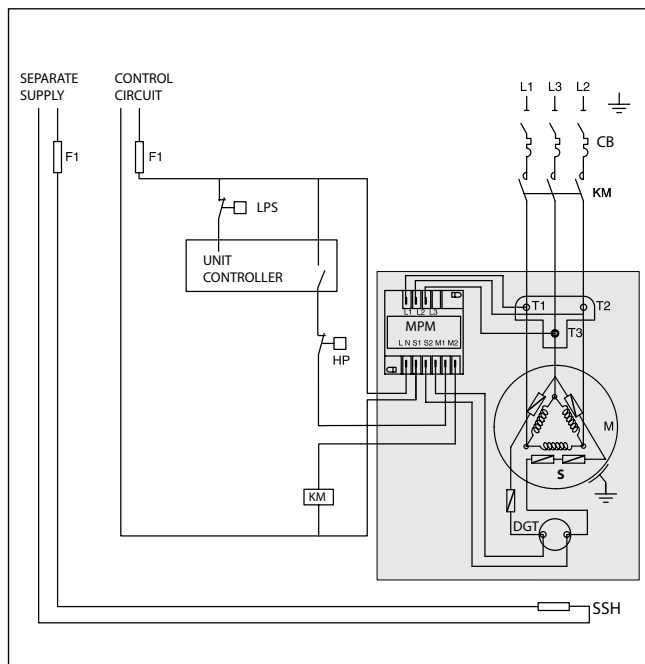 SEPARATE
SUPPLY
CONTROL
CIRCUIT
L1 L3 L2
F1
F1
CB
KM
LPS
UNIT
CONTROLLER
L1 L2 L3
MPM
L N S1 S2 M1 M2
T1
T2
T3
HP
M
S
KM
DGT
SSH